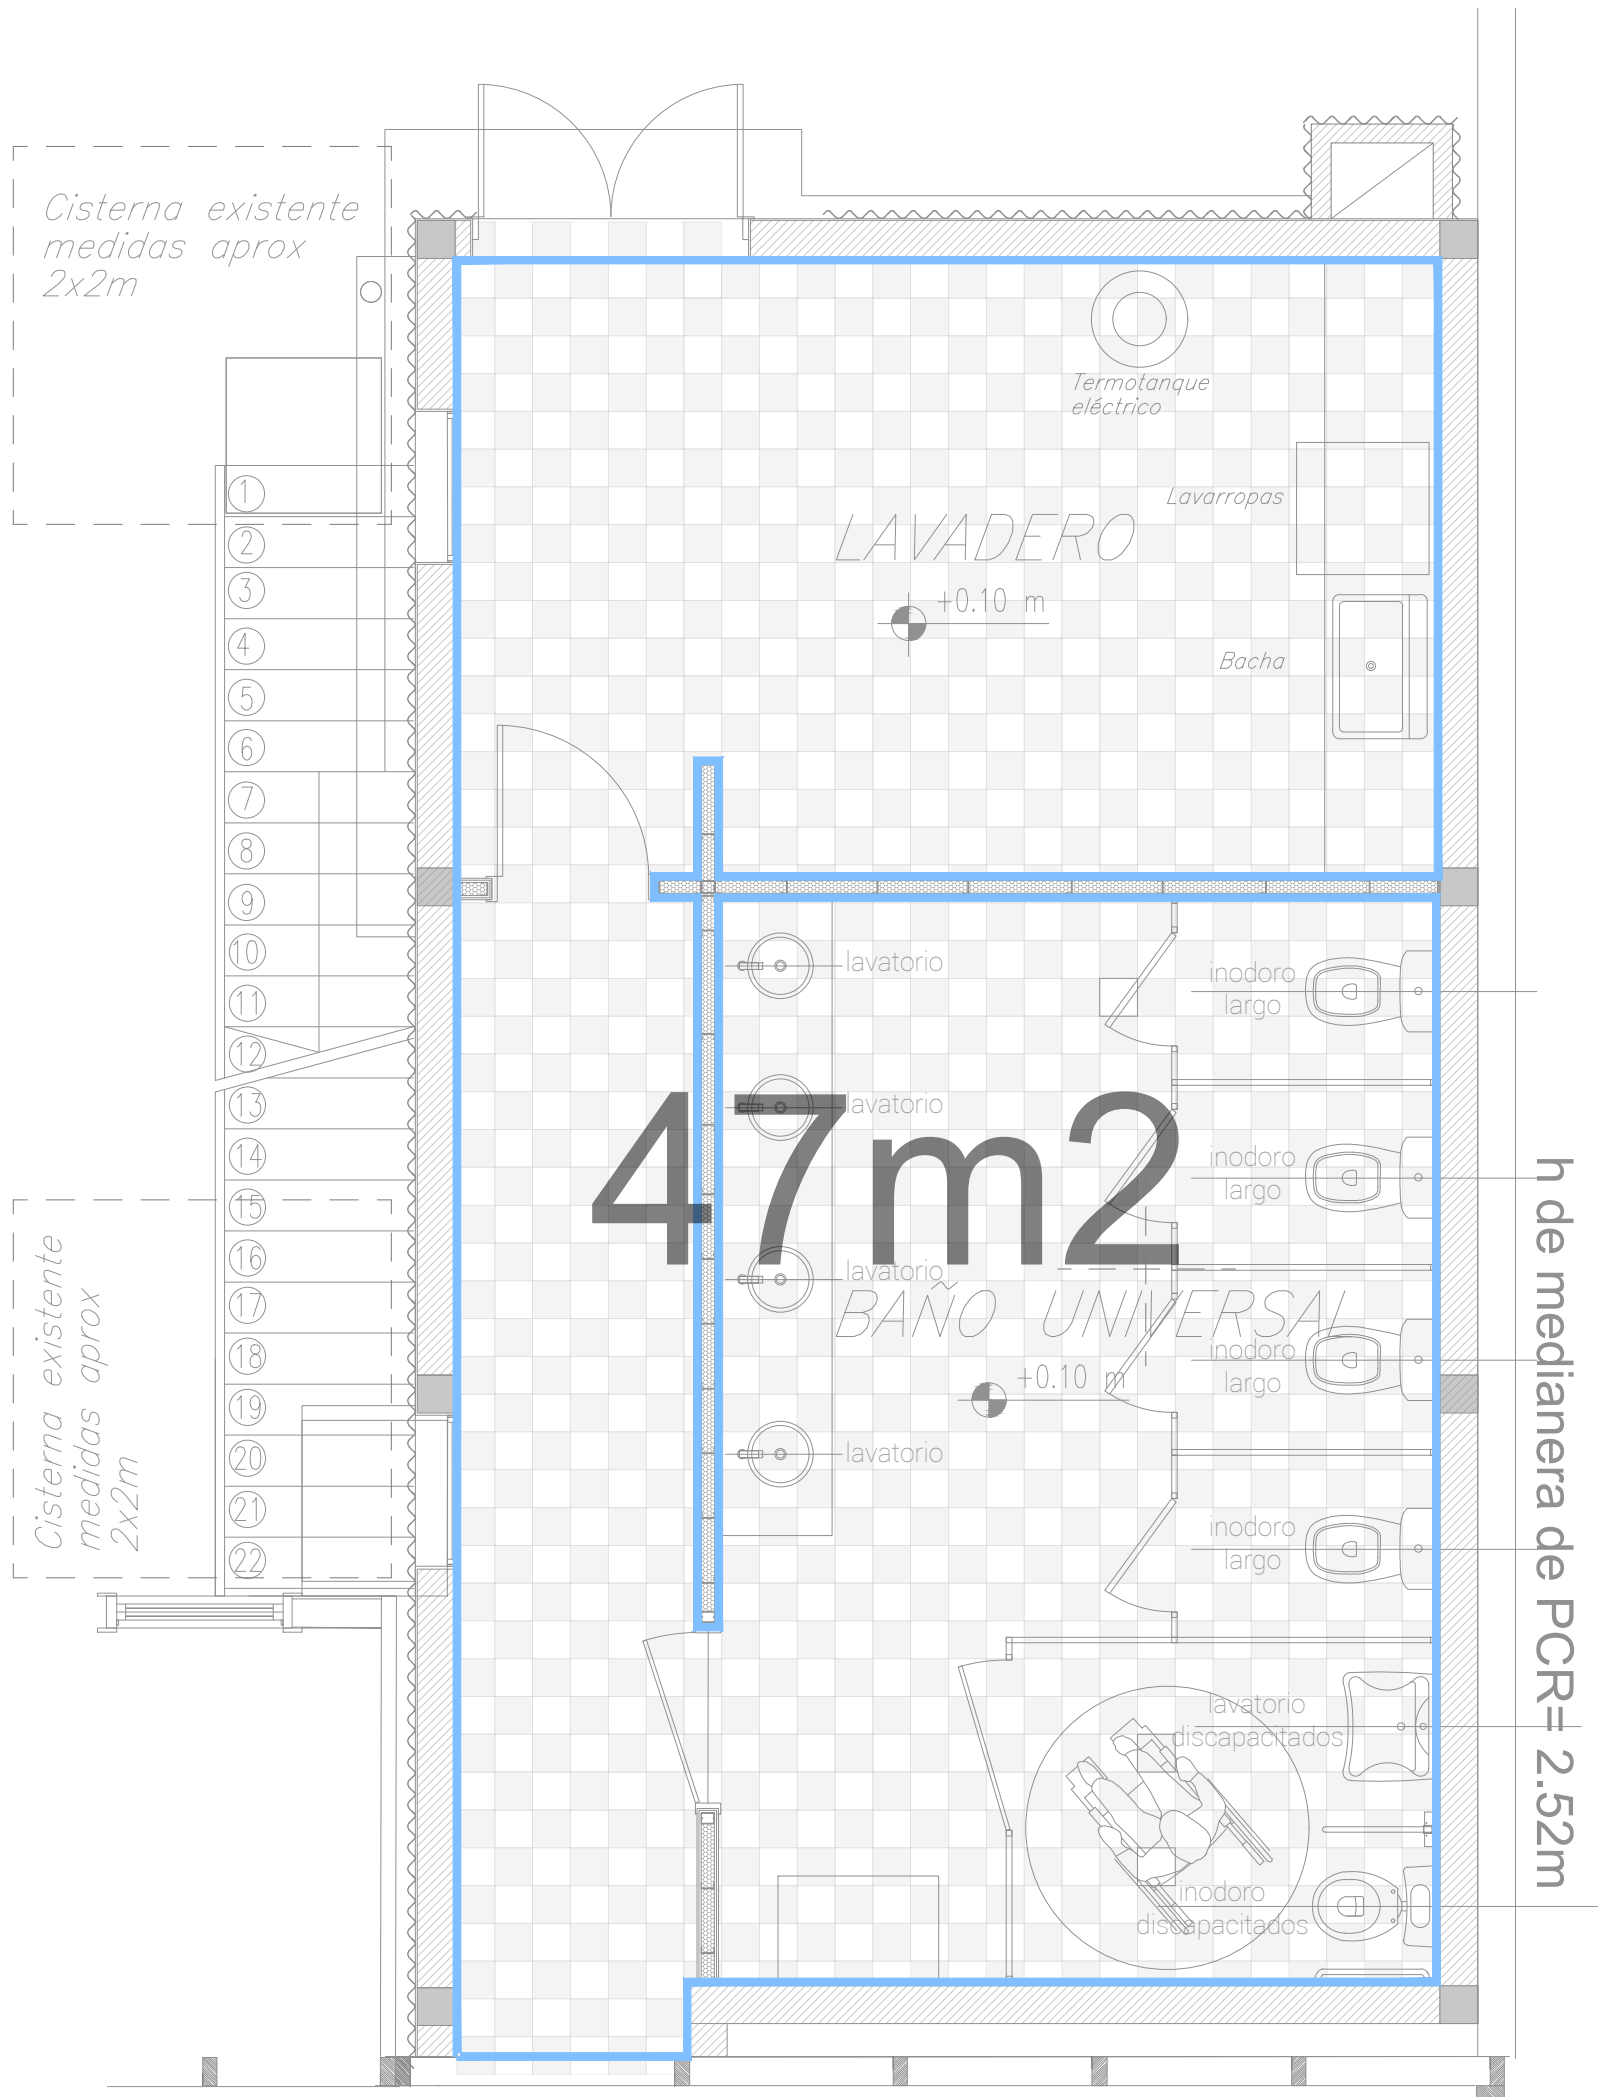 Cisterna existente
medidas aprox
2x2m
Termotanque
eléctrico
Lavarropas
LAVADERO
+0.10 m
Bacha
1
2
3
4
5
6
7
8
9
10
11
12
13
14
15
16
17
18
19
20
21
22
lavatorio
inodoro
largo
lavatorio
inodoro
largo
47m2
lavatorio
BAÑO UNIVERSAL
inodoro
largo
+0.10 m
lavatorio
inodoro
largo
Cisterna existente
medidas aprox
2x2m
h de medianera de PCR= 2.52m
lavatorio
discapacitados
inodoro
discapacitados